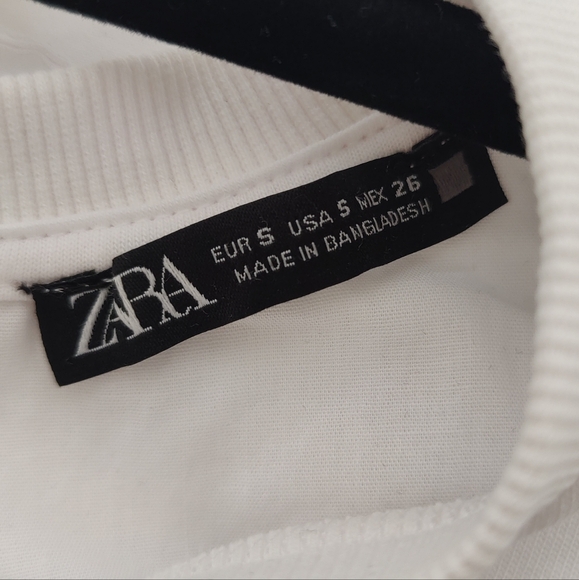 ZARA
EUR S USA S MEX 26
MADE IN BANGLADESH